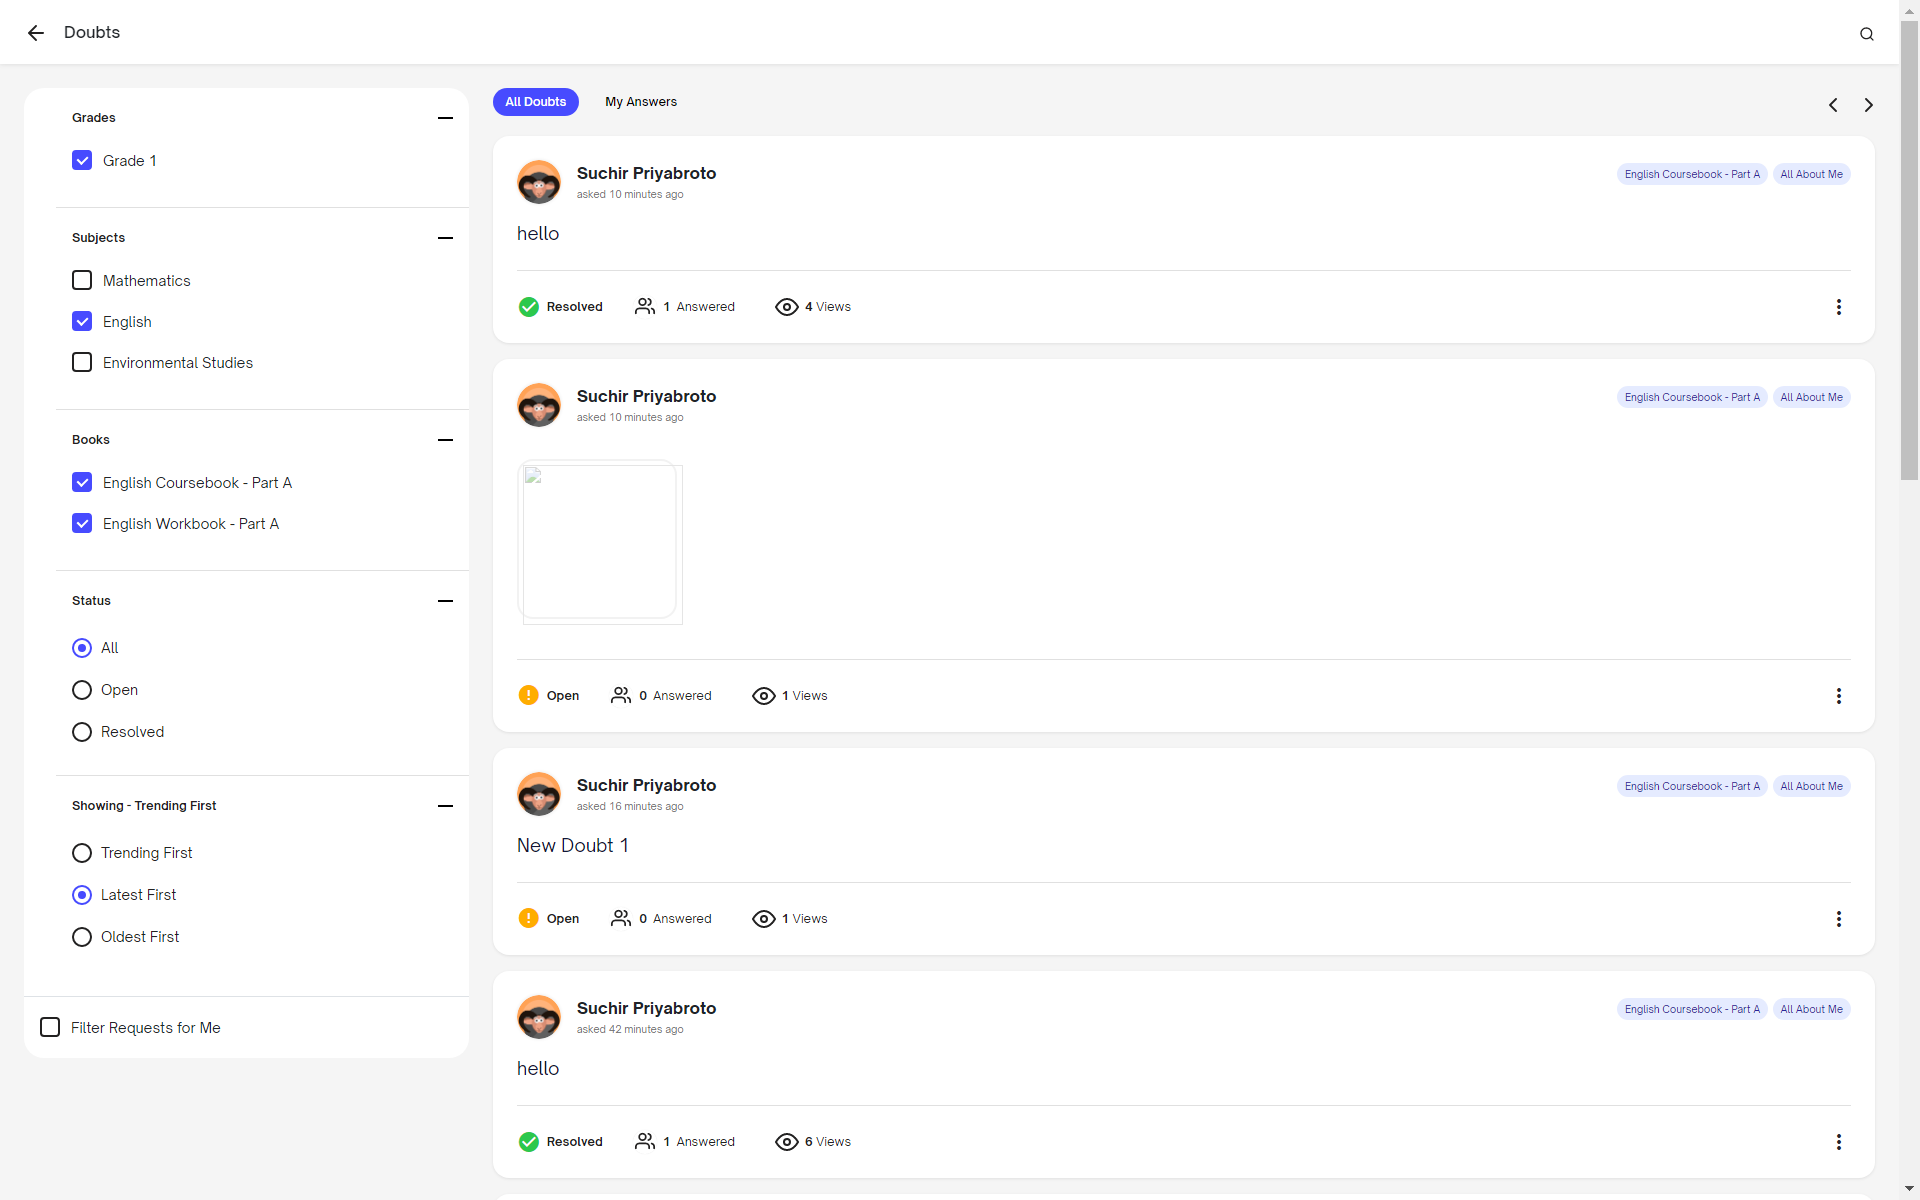 Doubts
Grades
Grade 1
Subjects
Mathematics
English
Environmental Studies
Books
English Coursebook - Part A
English Workbook - Part A
Status
All
Open
Resolved
Showing - Trending First
Trending First
Latest First
Oldest First
Filter Requests for Me
All Doubts My Answers
Suchir Priyabroto English Coursebook - Part A All About Me
asked 10 minutes ago
hello
Resolved 1 Answered 4 Views
Suchir Priyabroto English Coursebook - Part A All About Me
asked 10 minutes ago
Open 0 Answered 1 Views
Suchir Priyabroto English Coursebook - Part A All About Me
asked 16 minutes ago
New Doubt 1
Open 0 Answered 1 Views
Suchir Priyabroto English Coursebook - Part A All About Me
asked 42 minutes ago
hello
Resolved 1 Answered 6 Views